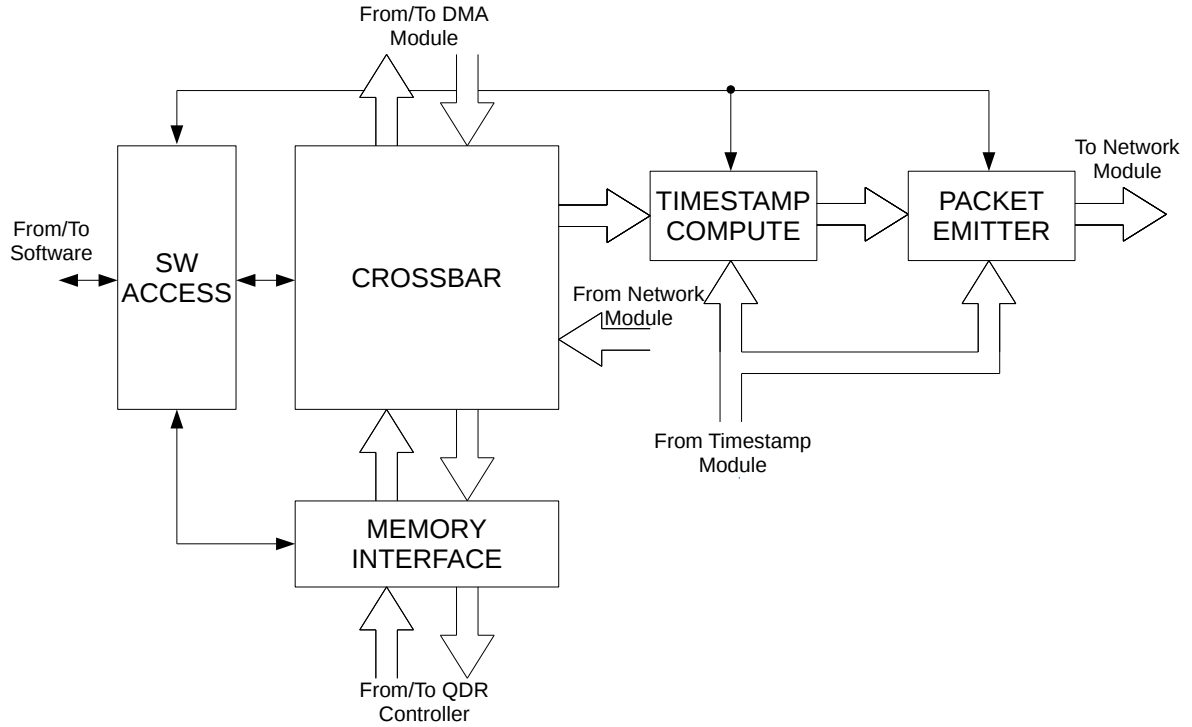 From/To DMA
Module
To Network
Module
TIMESTAMP
COMPUTE
PACKET
EMITTER
From/To
Software
SW
ACCESS
CROSSBAR
From Network
Module
From Timestamp
Module
MEMORY
INTERFACE
From/To QDR
Controller